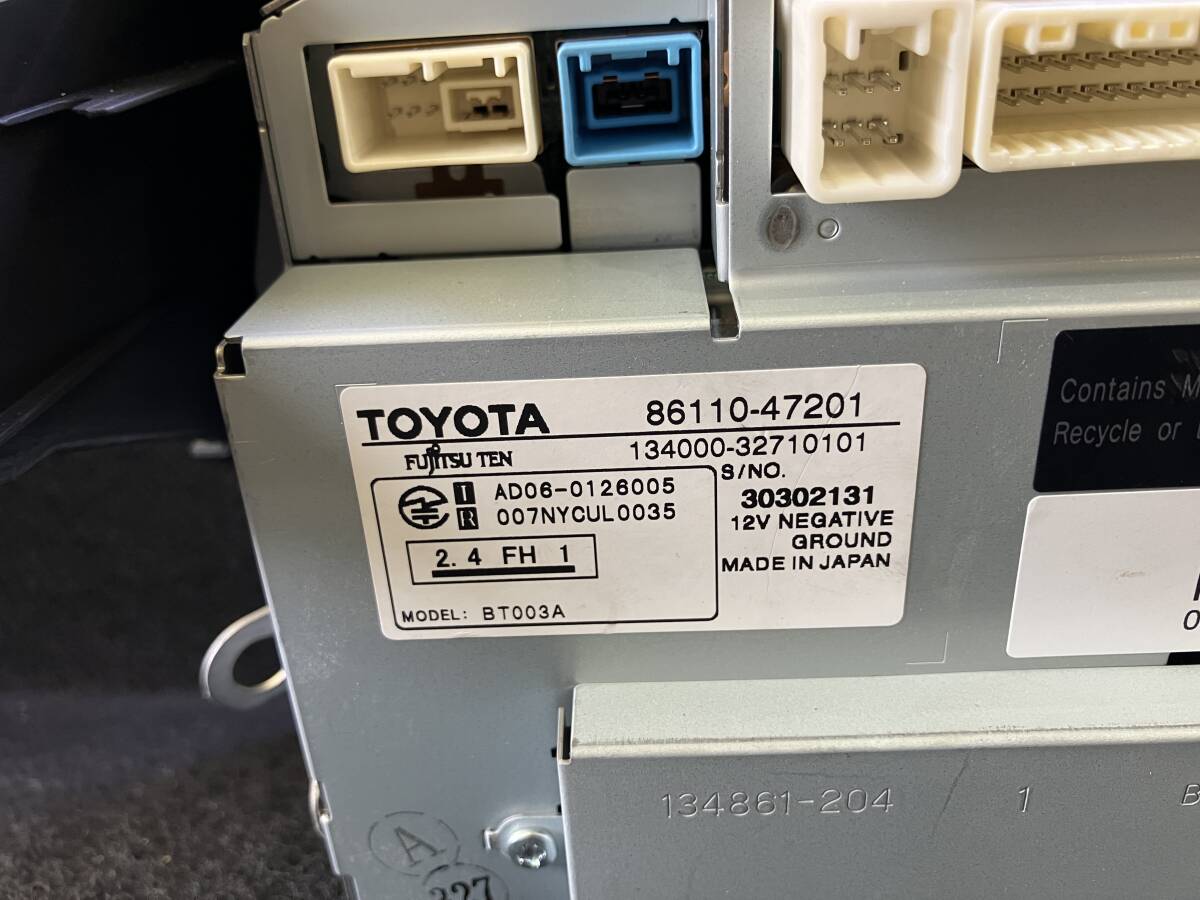 TOYOTA 86110-47201
FUJITSU TEN 134000-32710101
S/NO.
30302131
12V NEGATIVE
GROUND
MADE IN JAPAN
T AD06-0126005
R 007NYCUL0035
2.4 FH 1
MODEL: BT003A
Contains
Recycle or
134861-204 1 B
A
327